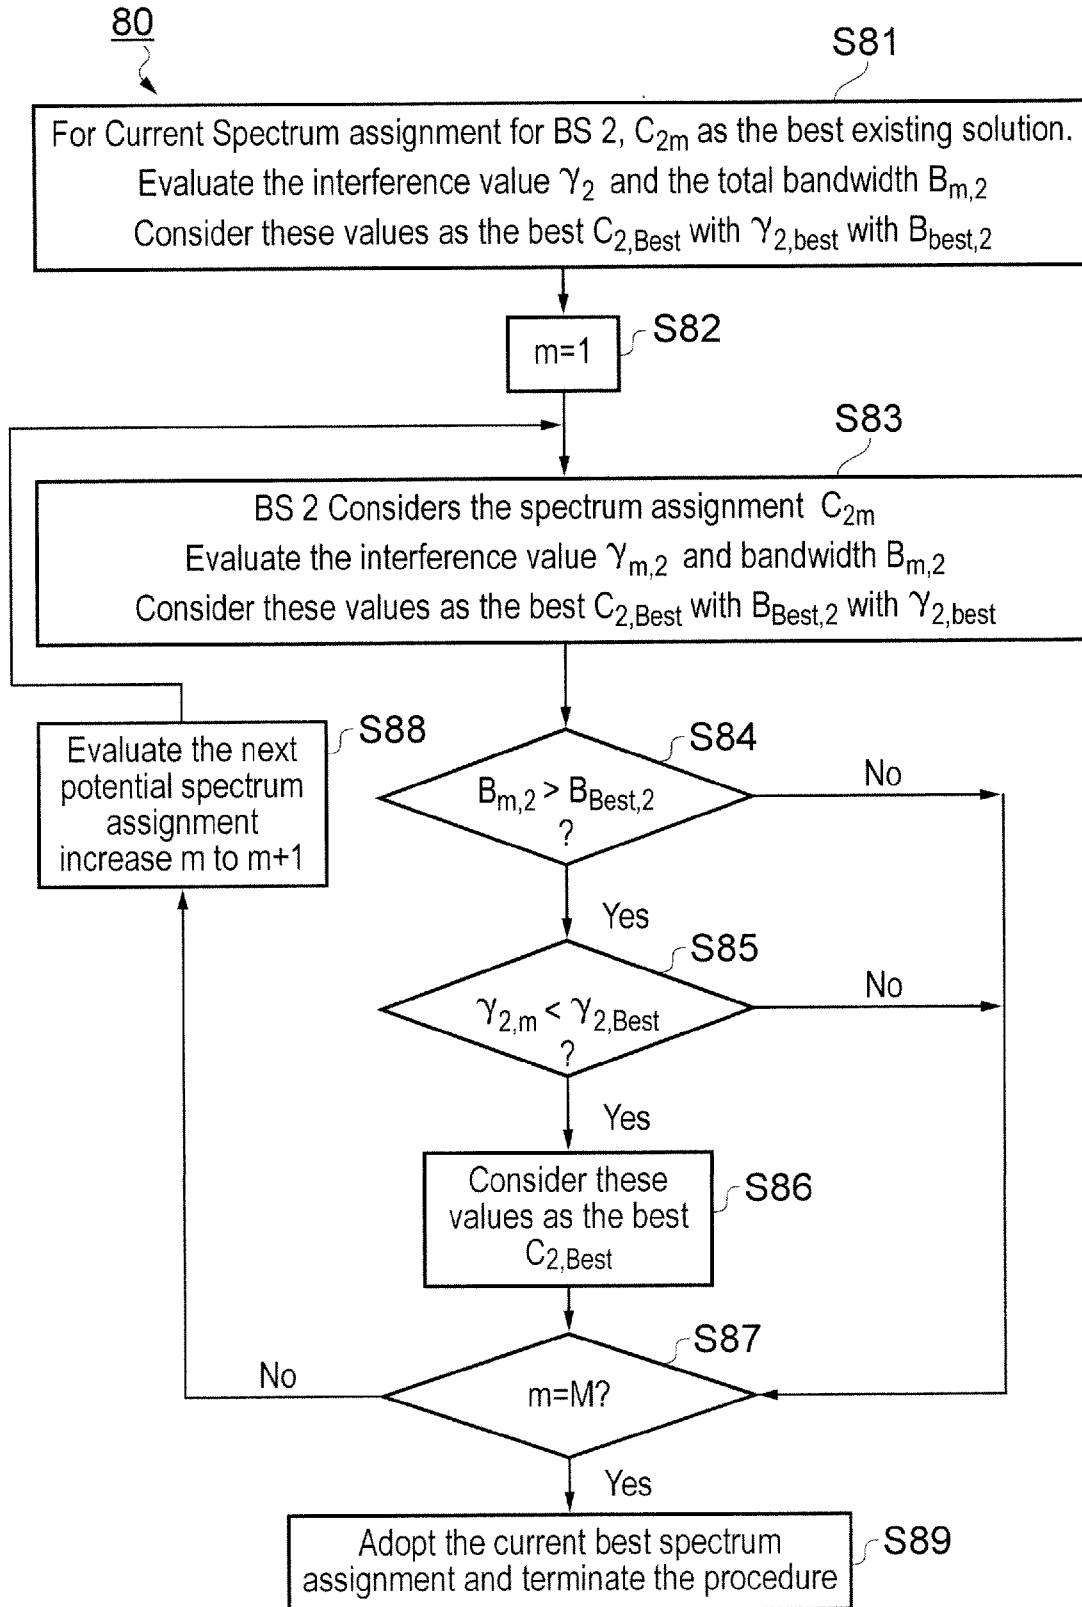 80
S81
For Current Spectrum assignment for BS 2, C2m as the best existing solution.
Evaluate the interference value γ2 and the total bandwidth Bm,2
Consider these values as the best C2,Best with γ2,best with Bbest,2
m=1
S82
S83
BS 2 Considers the spectrum assignment C2m
Evaluate the interference value γm,2 and bandwidth Bm,2
Consider these values as the best C2,Best with BBest,2 with γ2,best
S88
Evaluate the next
potential spectrum
assignment
increase m to m+1
S84
Bm,2 > BBest,2
?
No
Yes
S85
γ2,m < γ2,Best
?
No
Yes
Consider these
values as the best
C2,Best
S86
S87
m=M?
No
Yes
Adopt the current best spectrum
assignment and terminate the procedure
S89